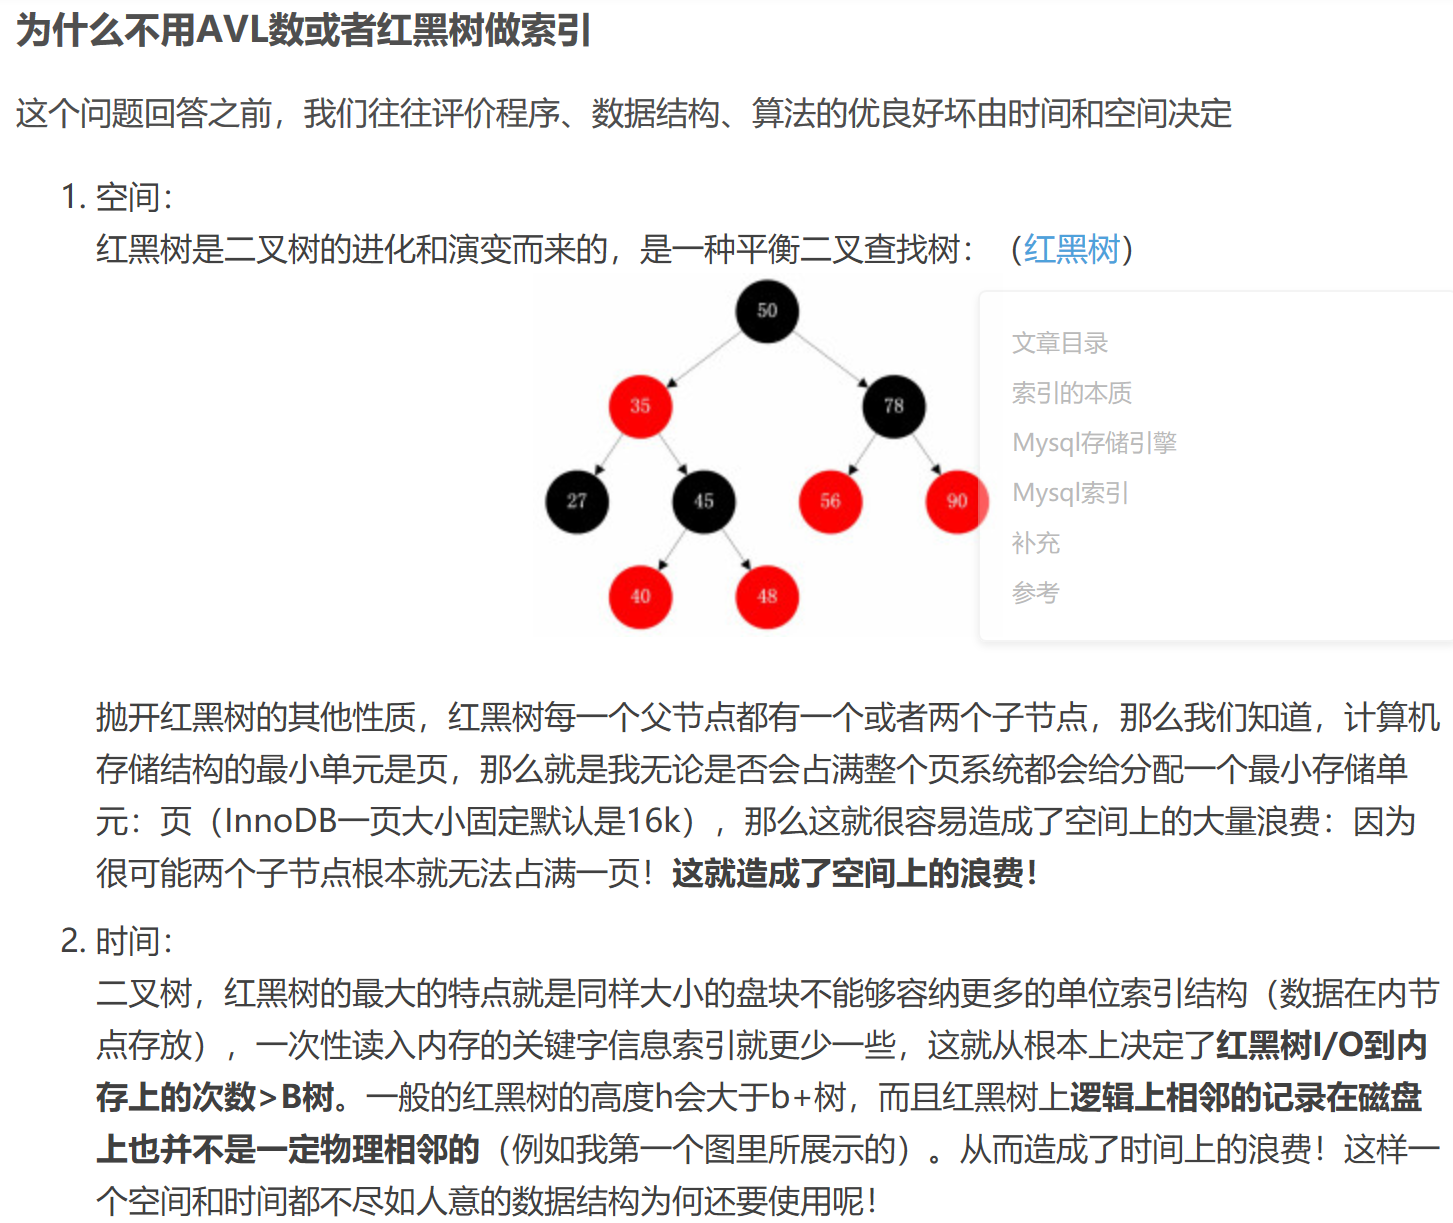 为什么不用AVL数或者红黑树做索引
这个问题回答之前，我们往往评价程序、数据结构、算法的优良好坏由时间和空间决定
1. 空间：
红黑树是二叉树的进化和演变而来的，是一种平衡二叉查找树：（红黑树）
50
35
78
27
45
56
90
40
48
文章目录
索引的本质
Mysql存储引擎
Mysql索引
补充
参考
抛开红黑树的其他性质，红黑树每一个父节点都有一个或者两个子节点，那么我们知道，计算机
存储结构的最小单元是页，那么就是我无论是否会占满整个页系统都会给分配一个最小存储单
元：页（InnoDB一页大小固定默认是16k），那么这就很容易造成了空间上的大量浪费：因为
很可能两个子节点根本就无法占满一页！这就造成了空间上的浪费！
2. 时间：
二叉树，红黑树的最大的特点就是同样大小的盘块不能够容纳更多的单位索引结构（数据在内节
点存放），一次性读入内存的关键字信息索引就更少一些，这就从根本上决定了红黑树I/O到内
存上的次数>B树。一般的红黑树的高度h会大于b+树，而且红黑树上逻辑上相邻的记录在磁盘
上也并不是一定物理相邻的（例如我第一个图里所展示的）。从而造成了时间上的浪费！这样一
个空间和时间都不尽如人意的数据结构为何还要使用呢！